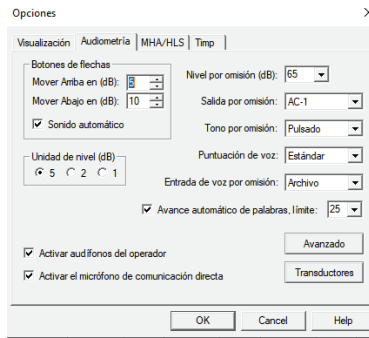 Opciones
Visualización Audiometría MHA/HLS Timp
Botones de flechas
Mover Arriba en (dB): 5
Mover Abajo en (dB): 10
Sonido automático
Unidad de nivel (dB)
5 2 1
Nivel por omisión (dB): 65
Salida por omisión: AC-1
Tono por omisión: Pulsado
Puntuación de voz: Estándar
Entrada de voz por omisión: Archivo
Avance automático de palabras, límite: 25
Activar audífonos del operador
Activar el micrófono de comunicación directa
Avanzado
Transductores
OK Cancel Help